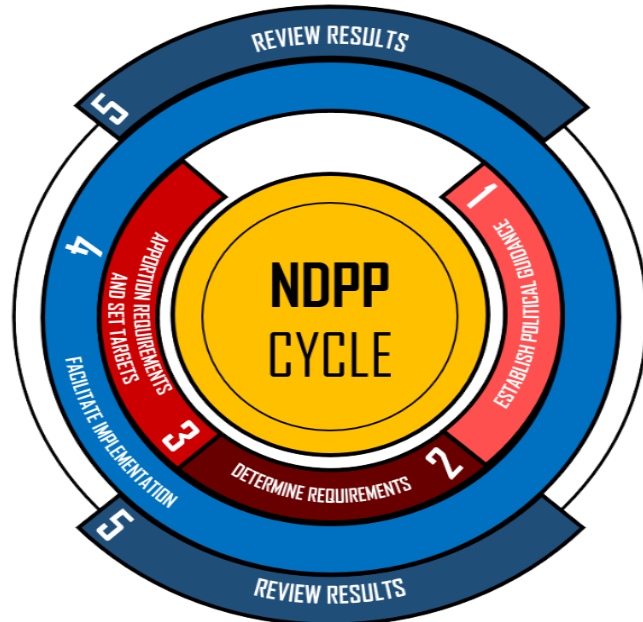 5
REVIEW RESULTS
NDPP
CYCLE
1
ESTABLISH POLITICAL GUIDANCE
2
DETERMINE REQUIREMENTS
3
APPORTION REQUIREMENTS
AND SET TARGETS
4
FACILITATE IMPLEMENTATION
5
REVIEW RESULTS